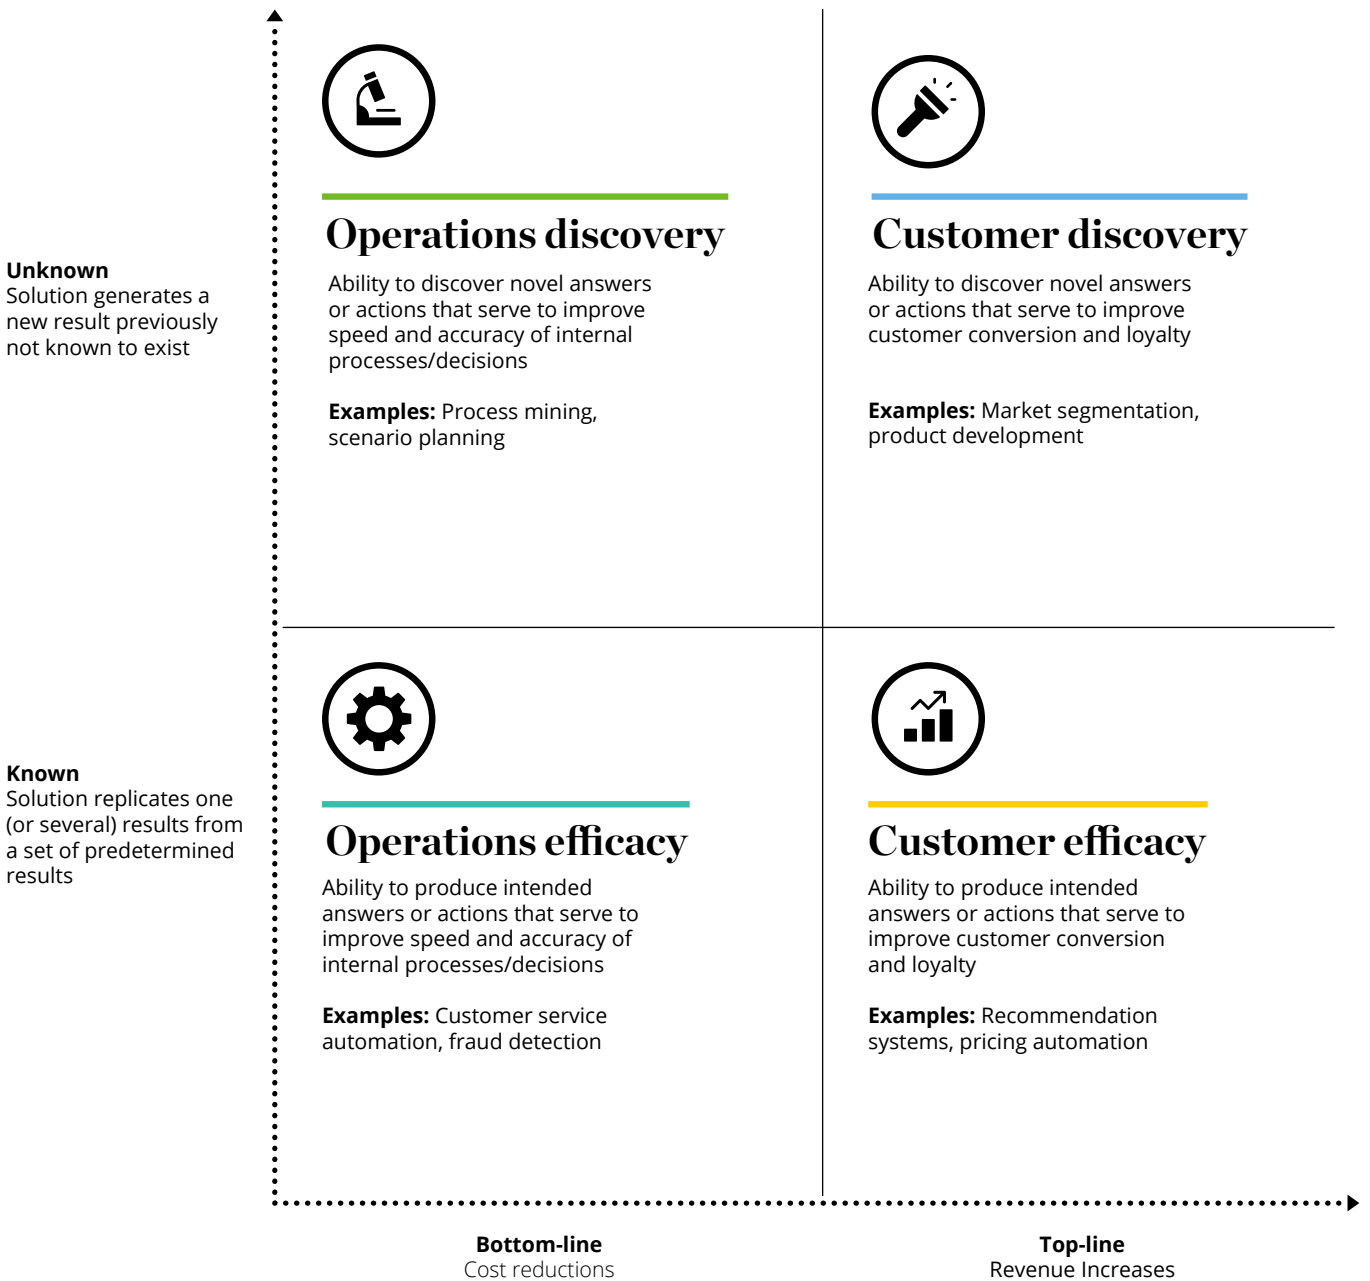 Unknown
Solution generates a
new result previously
not known to exist
Operations discovery
Ability to discover novel answers
or actions that serve to improve
speed and accuracy of internal
processes/decisions
Examples: Process mining,
scenario planning
Customer discovery
Ability to discover novel answers
or actions that serve to improve
customer conversion and loyalty
Examples: Market segmentation,
product development
Known
Solution replicates one
(or several) results from
a set of predetermined
results
Operations efficacy
Ability to produce intended
answers or actions that serve to
improve speed and accuracy of
internal processes/decisions
Examples: Customer service
automation, fraud detection
Customer efficacy
Ability to produce intended
answers or actions that serve to
improve customer conversion
and loyalty
Examples: Recommendation
systems, pricing automation
Bottom-line
Cost reductions
Top-line
Revenue Increases